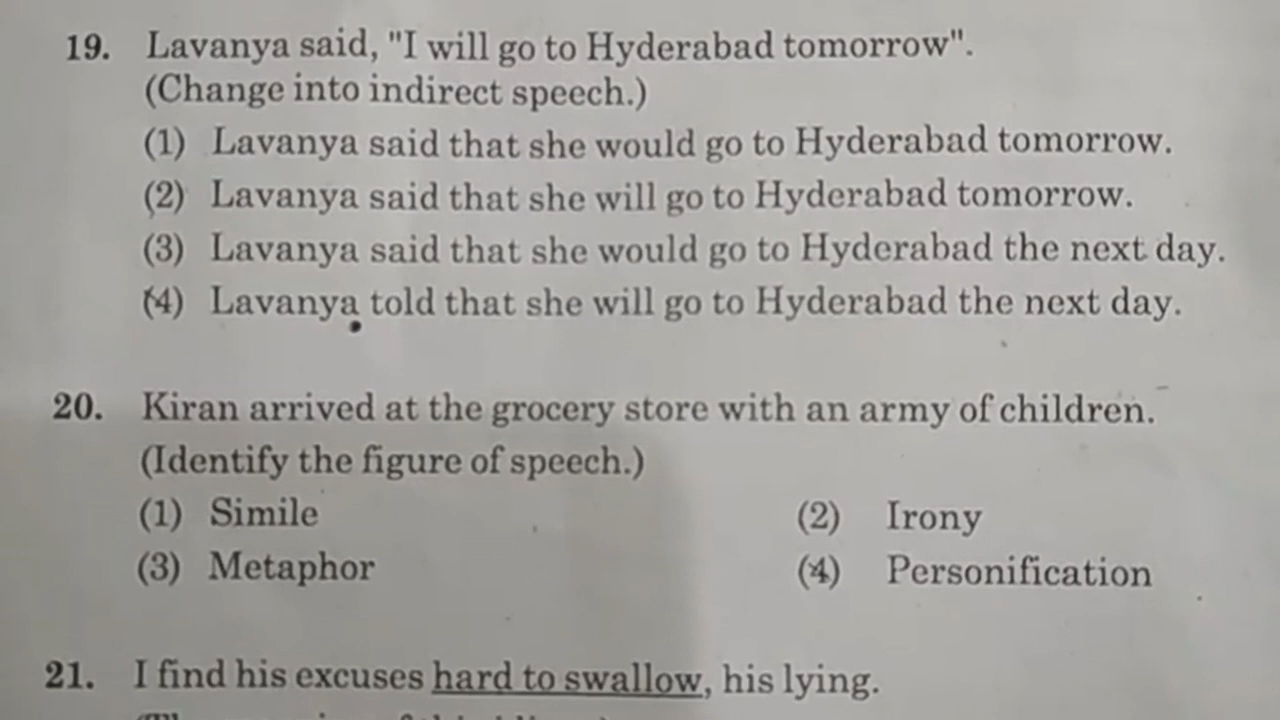 19. Lavanya said, "I will go to Hyderabad tomorrow".
(Change into indirect speech.)
(1) Lavanya said that she would go to Hyderabad tomorrow.
(2) Lavanya said that she will go to Hyderabad tomorrow.
(3) Lavanya said that she would go to Hyderabad the next day.
(4) Lavanya told that she will go to Hyderabad the next day.
20. Kiran arrived at the grocery store with an army of children.
(Identify the figure of speech.)
(1) Simile (2) Irony
(3) Metaphor (4) Personification
21. I find his excuses hard to swallow, his lying.